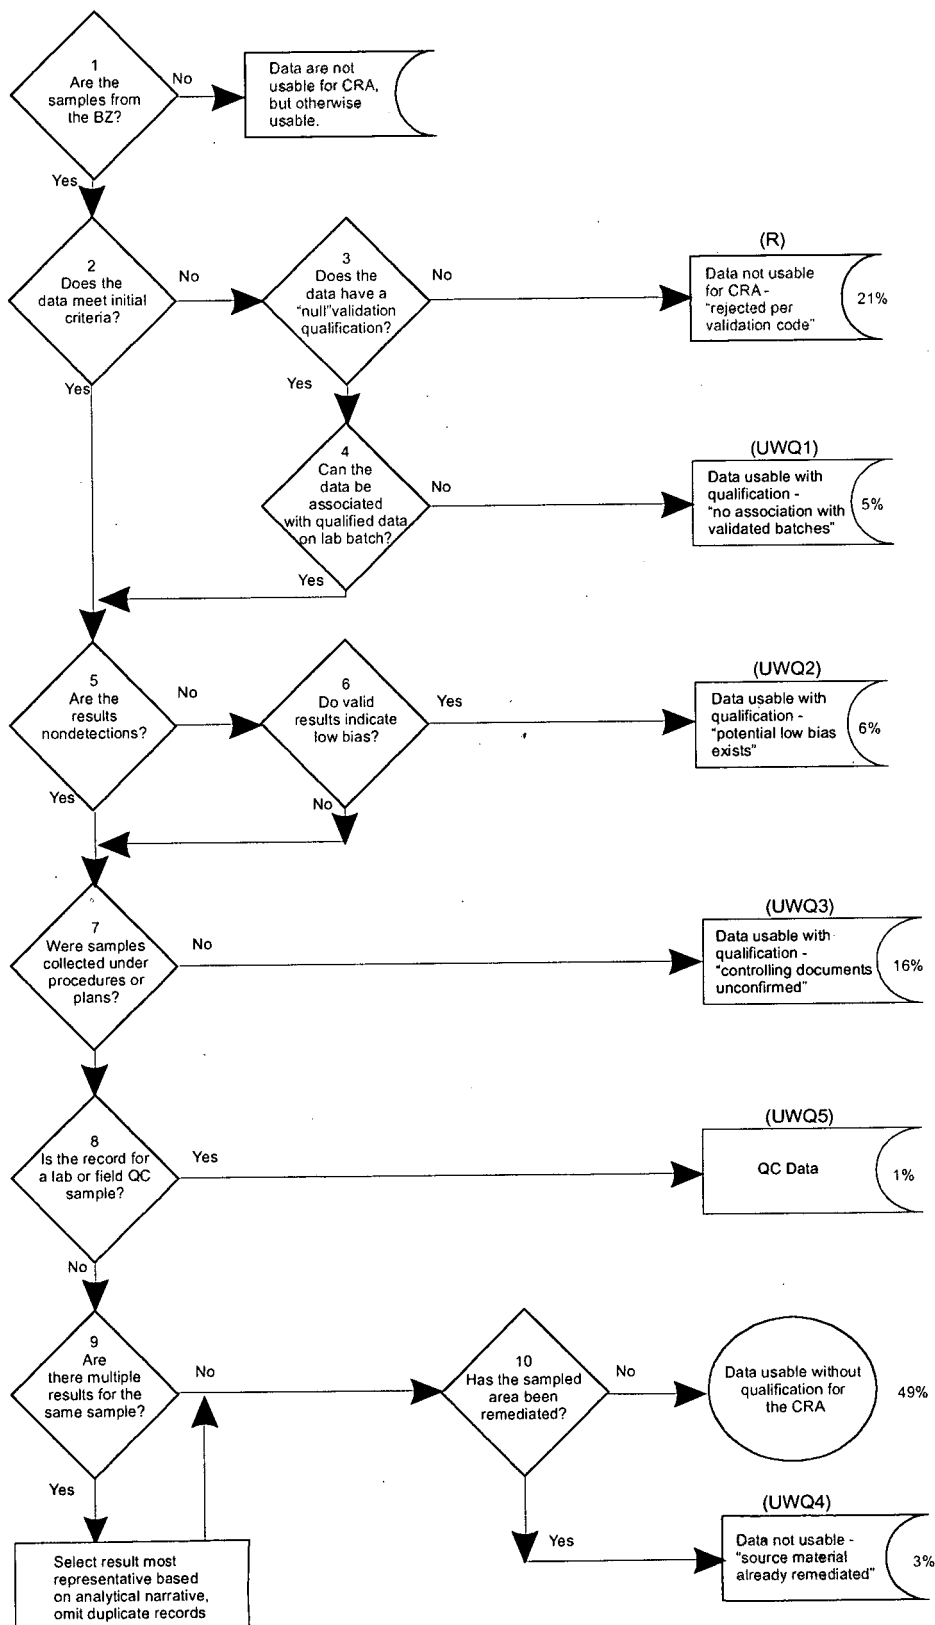 1
Are the
samples from
the BZ?
No
Data are not
usable for CRA,
but otherwise
usable.
Yes
2
Does the
data meet initial
criteria?
No
3
Does the
data have a
"null"validation
qualification?
No
(R)
Data not usable
for CRA -
"rejected per
validation code"
21%
Yes
Yes
4
Can the
data be
associated
with qualified data
on lab batch?
No
(UWQ1)
Data usable with
qualification -
"no association with
validated batches"
5%
Yes
5
Are the
results
nondetections?
No
6
Do valid
results indicate
low bias?
Yes
(UWQ2)
Data usable with
qualification -
"potential low bias
exists"
6%
Yes
No
7
Were samples
collected under
procedures or
plans?
No
(UWQ3)
Data usable with
qualification -
"controlling documents
unconfirmed"
16%
8
Is the record for
a lab or field QC
sample?
Yes
(UWQ5)
QC Data
1%
No
9
Are
there multiple
results for the
same sample?
No
10
Has the sampled
area been
remediated?
No
Data usable without
qualification for
the CRA
49%
Yes
Select result most
representative based
on analytical narrative,
omit duplicate records
Yes
(UWQ4)
Data not usable -
"source material
already remediated"
3%